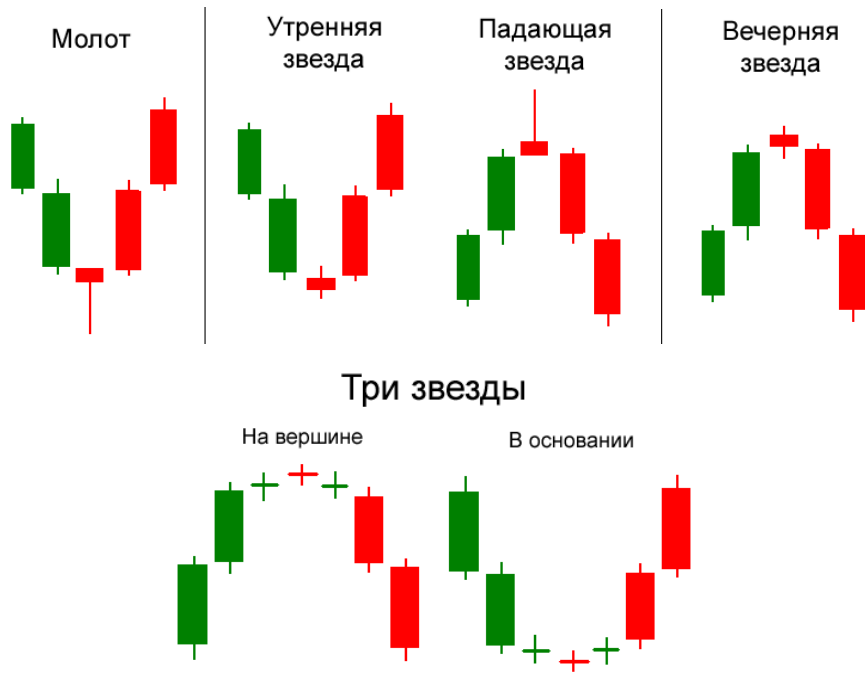 Молот
Утренняя
звезда
Падающая
звезда
Вечерняя
звезда
Три звезды
На вершине
В основании